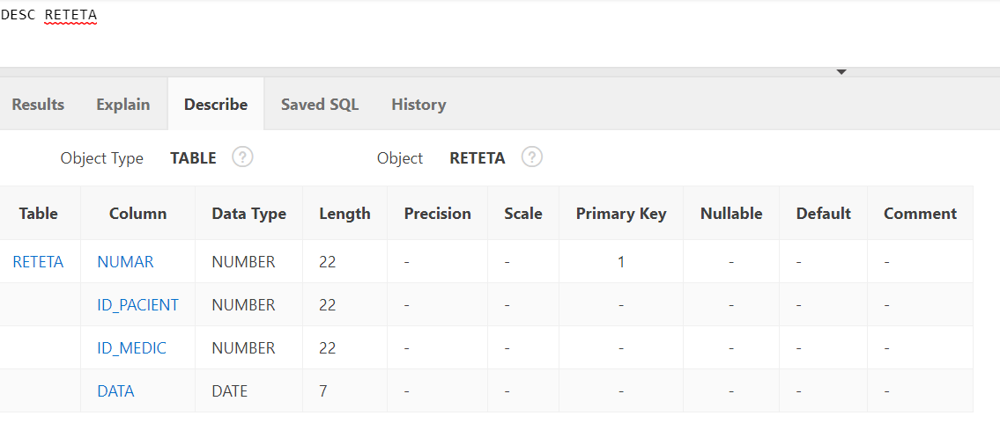 DESC RETETA
Results Explain Describe Saved SQL History
Object Type TABLE ? Object RETETA ?
Table Column Data Type Length Precision Scale Primary Key Nullable Default Comment
RETETA NUMAR NUMBER 22 - - 1 - - -
ID_PACIENT NUMBER 22 - - - - - -
ID_MEDIC NUMBER 22 - - - - - -
DATA DATE 7 - - - - - -